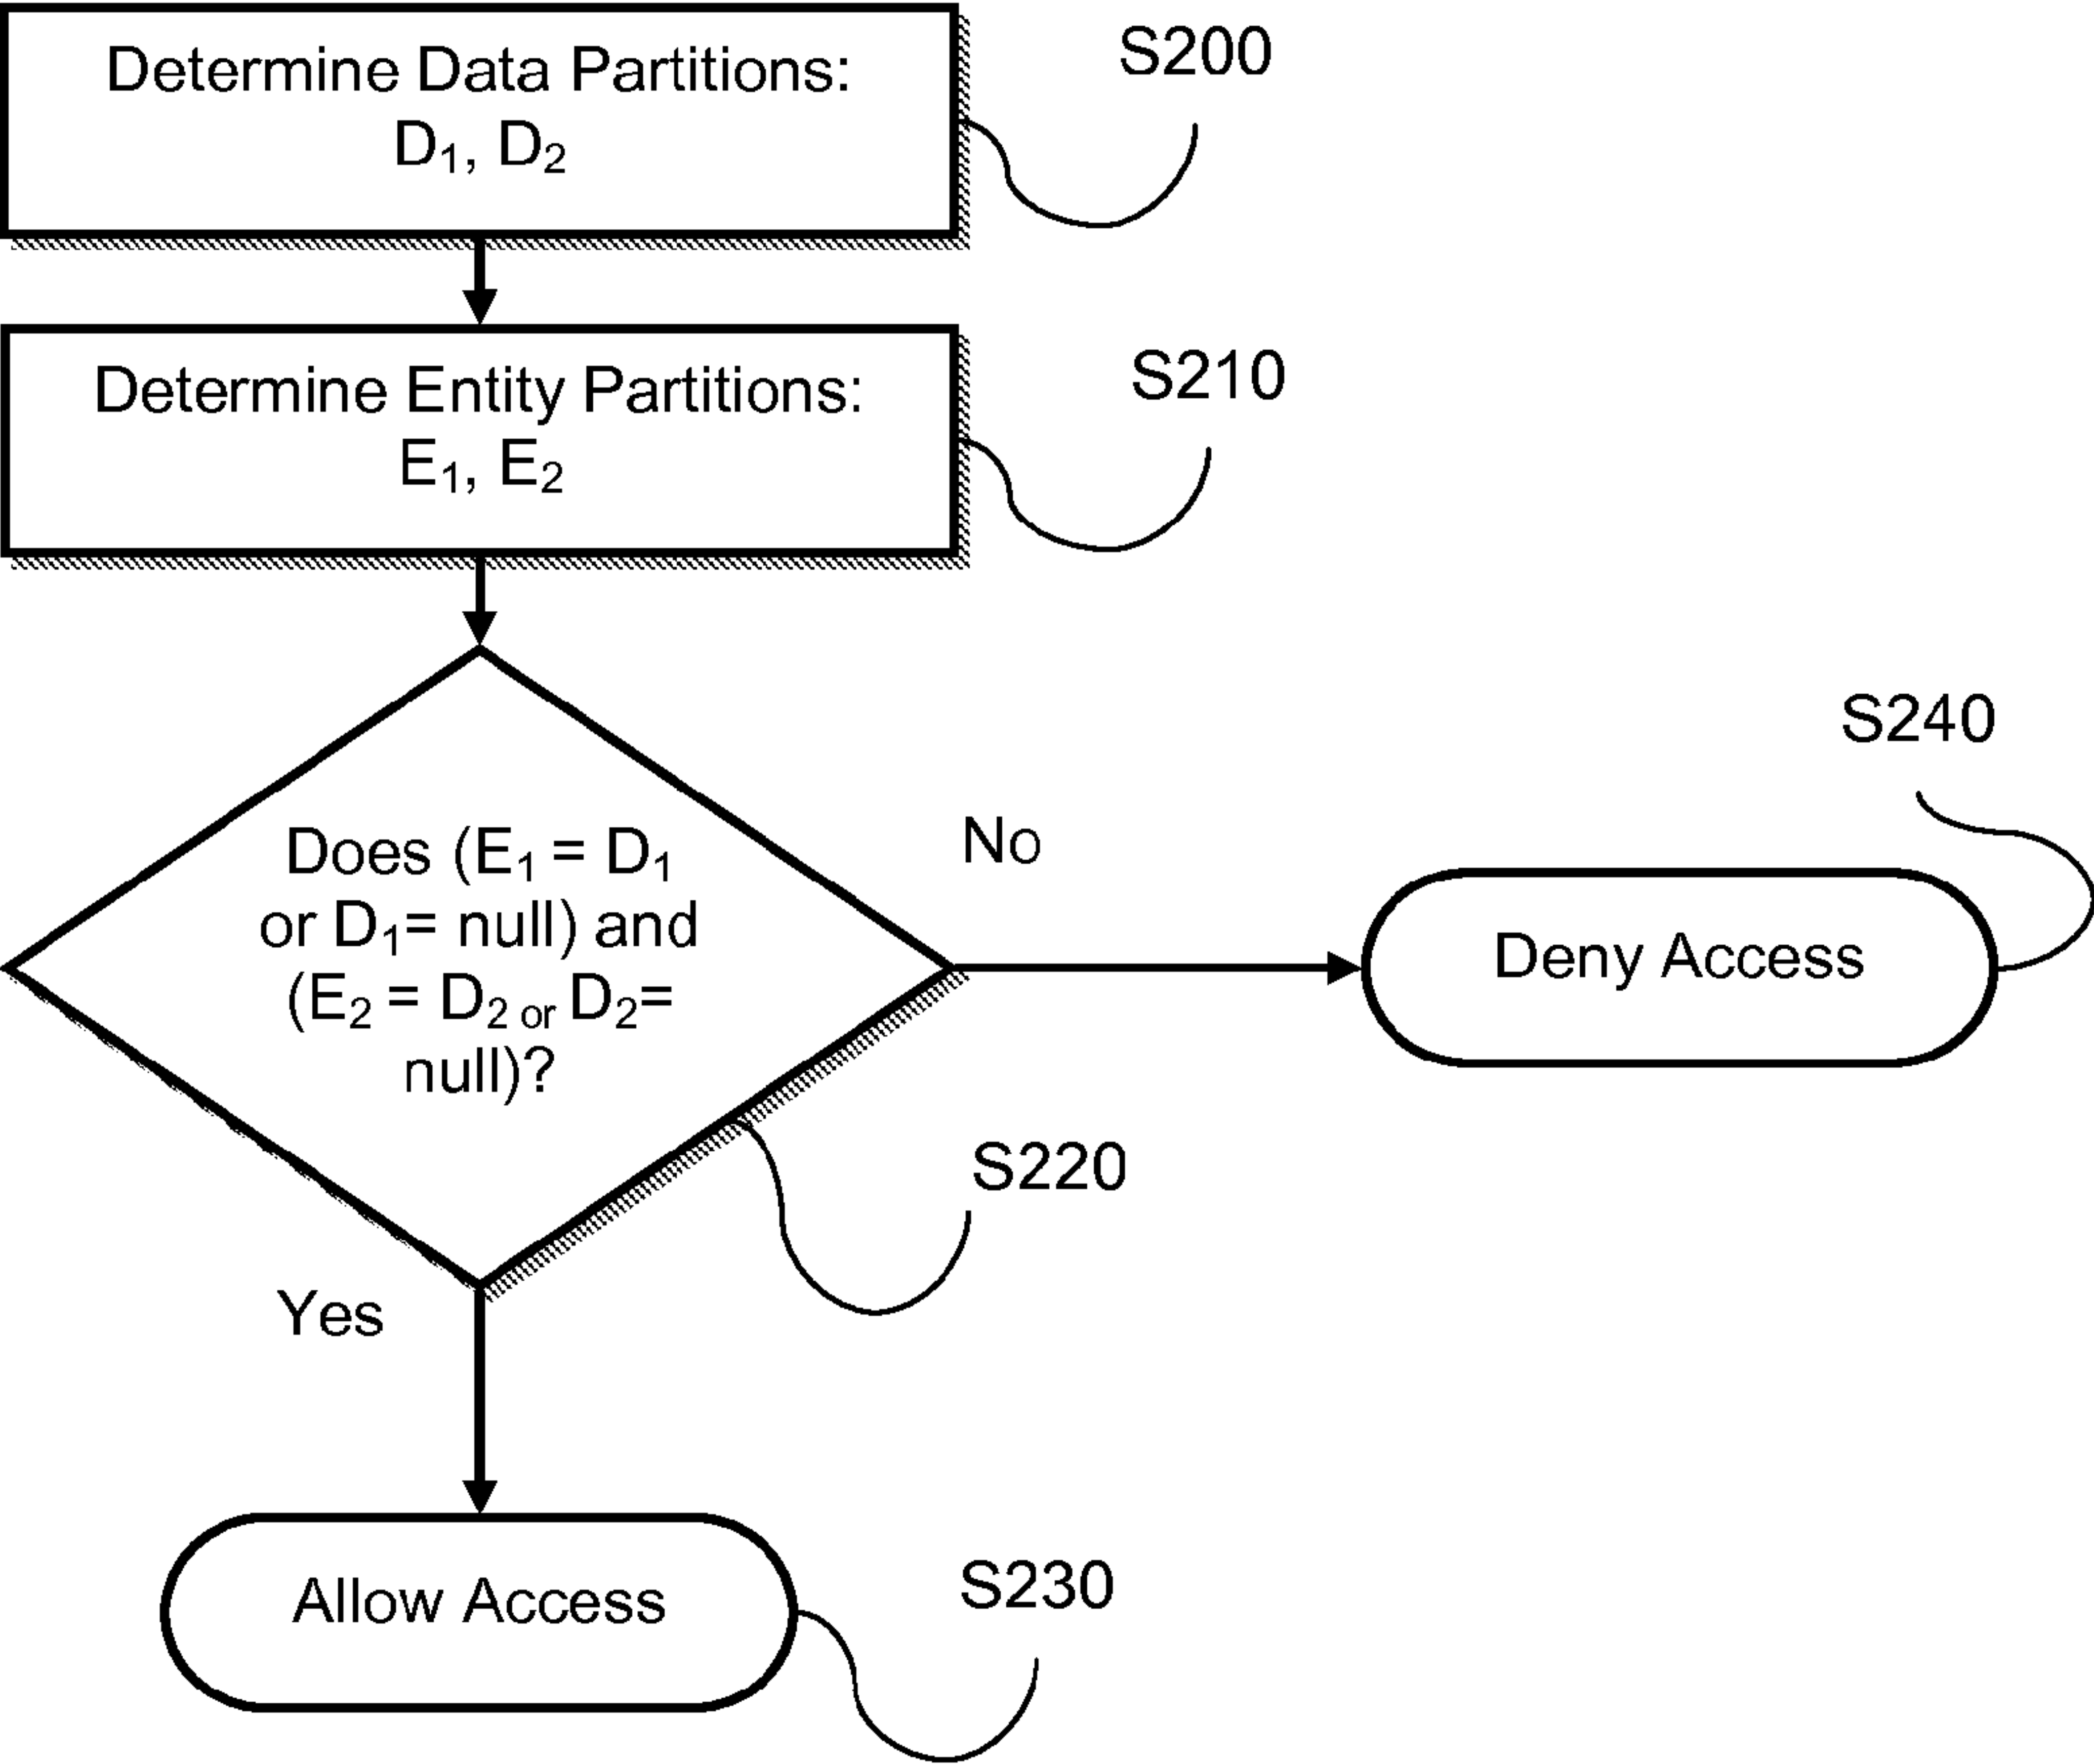 Determine Data Partitions:
D₁, D₂
S200
Determine Entity Partitions:
E₁, E₂
S210
Does (E₁ = D₁
or D₁= null) and
(E₂ = D₂ or D₂=
null)?
No
S240
Deny Access
S220
Yes
Allow Access
S230